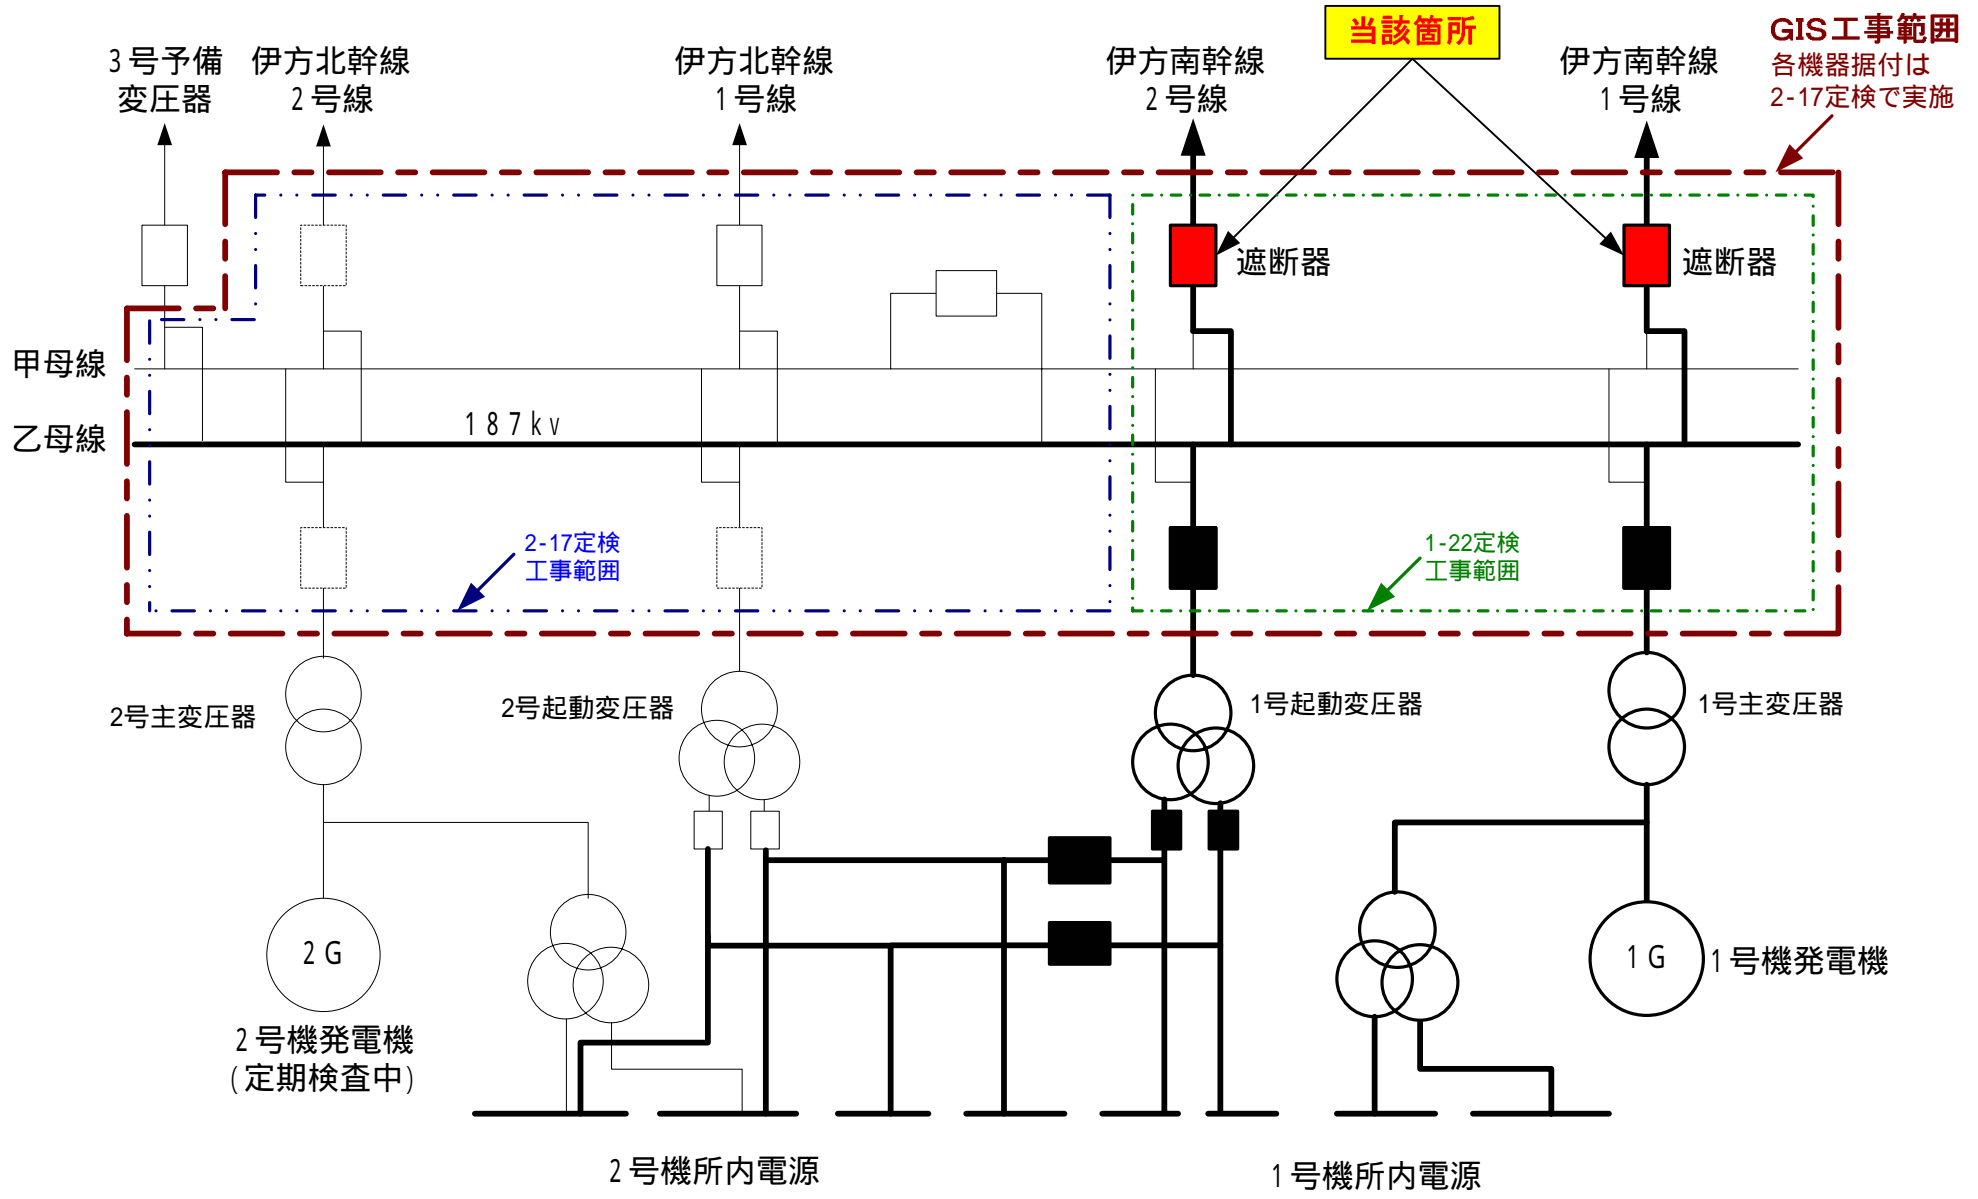 当該箇所
GIS工事範囲
各機器据付は
2-17定検で実施
3号予備
変圧器
伊方北幹線
2号線
伊方北幹線
1号線
伊方南幹線
2号線
伊方南幹線
1号線
遮断器
遮断器
甲母線
乙母線
187kv
2-17定検
工事範囲
1-22定検
工事範囲
2号主変圧器
2号起動変圧器
1号起動変圧器
1号主変圧器
2G
1G
1号機発電機
2号機発電機
(定期検査中)
2号機所内電源
1号機所内電源